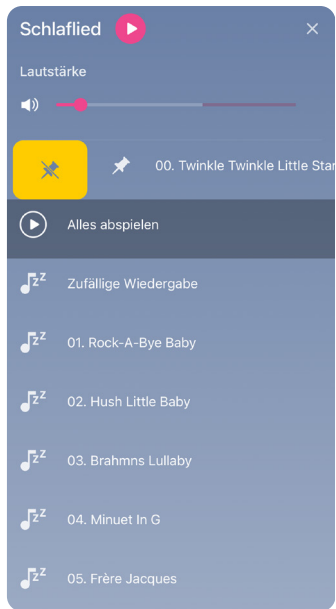 Schlaflied
Lautstärke
00. Twinkle Twinkle Little Star
Alles abspielen
Zufällige Wiedergabe
01. Rock-A-Bye Baby
02. Hush Little Baby
03. Brahmns Lullaby
04. Minuet In G
05. Frère Jacques